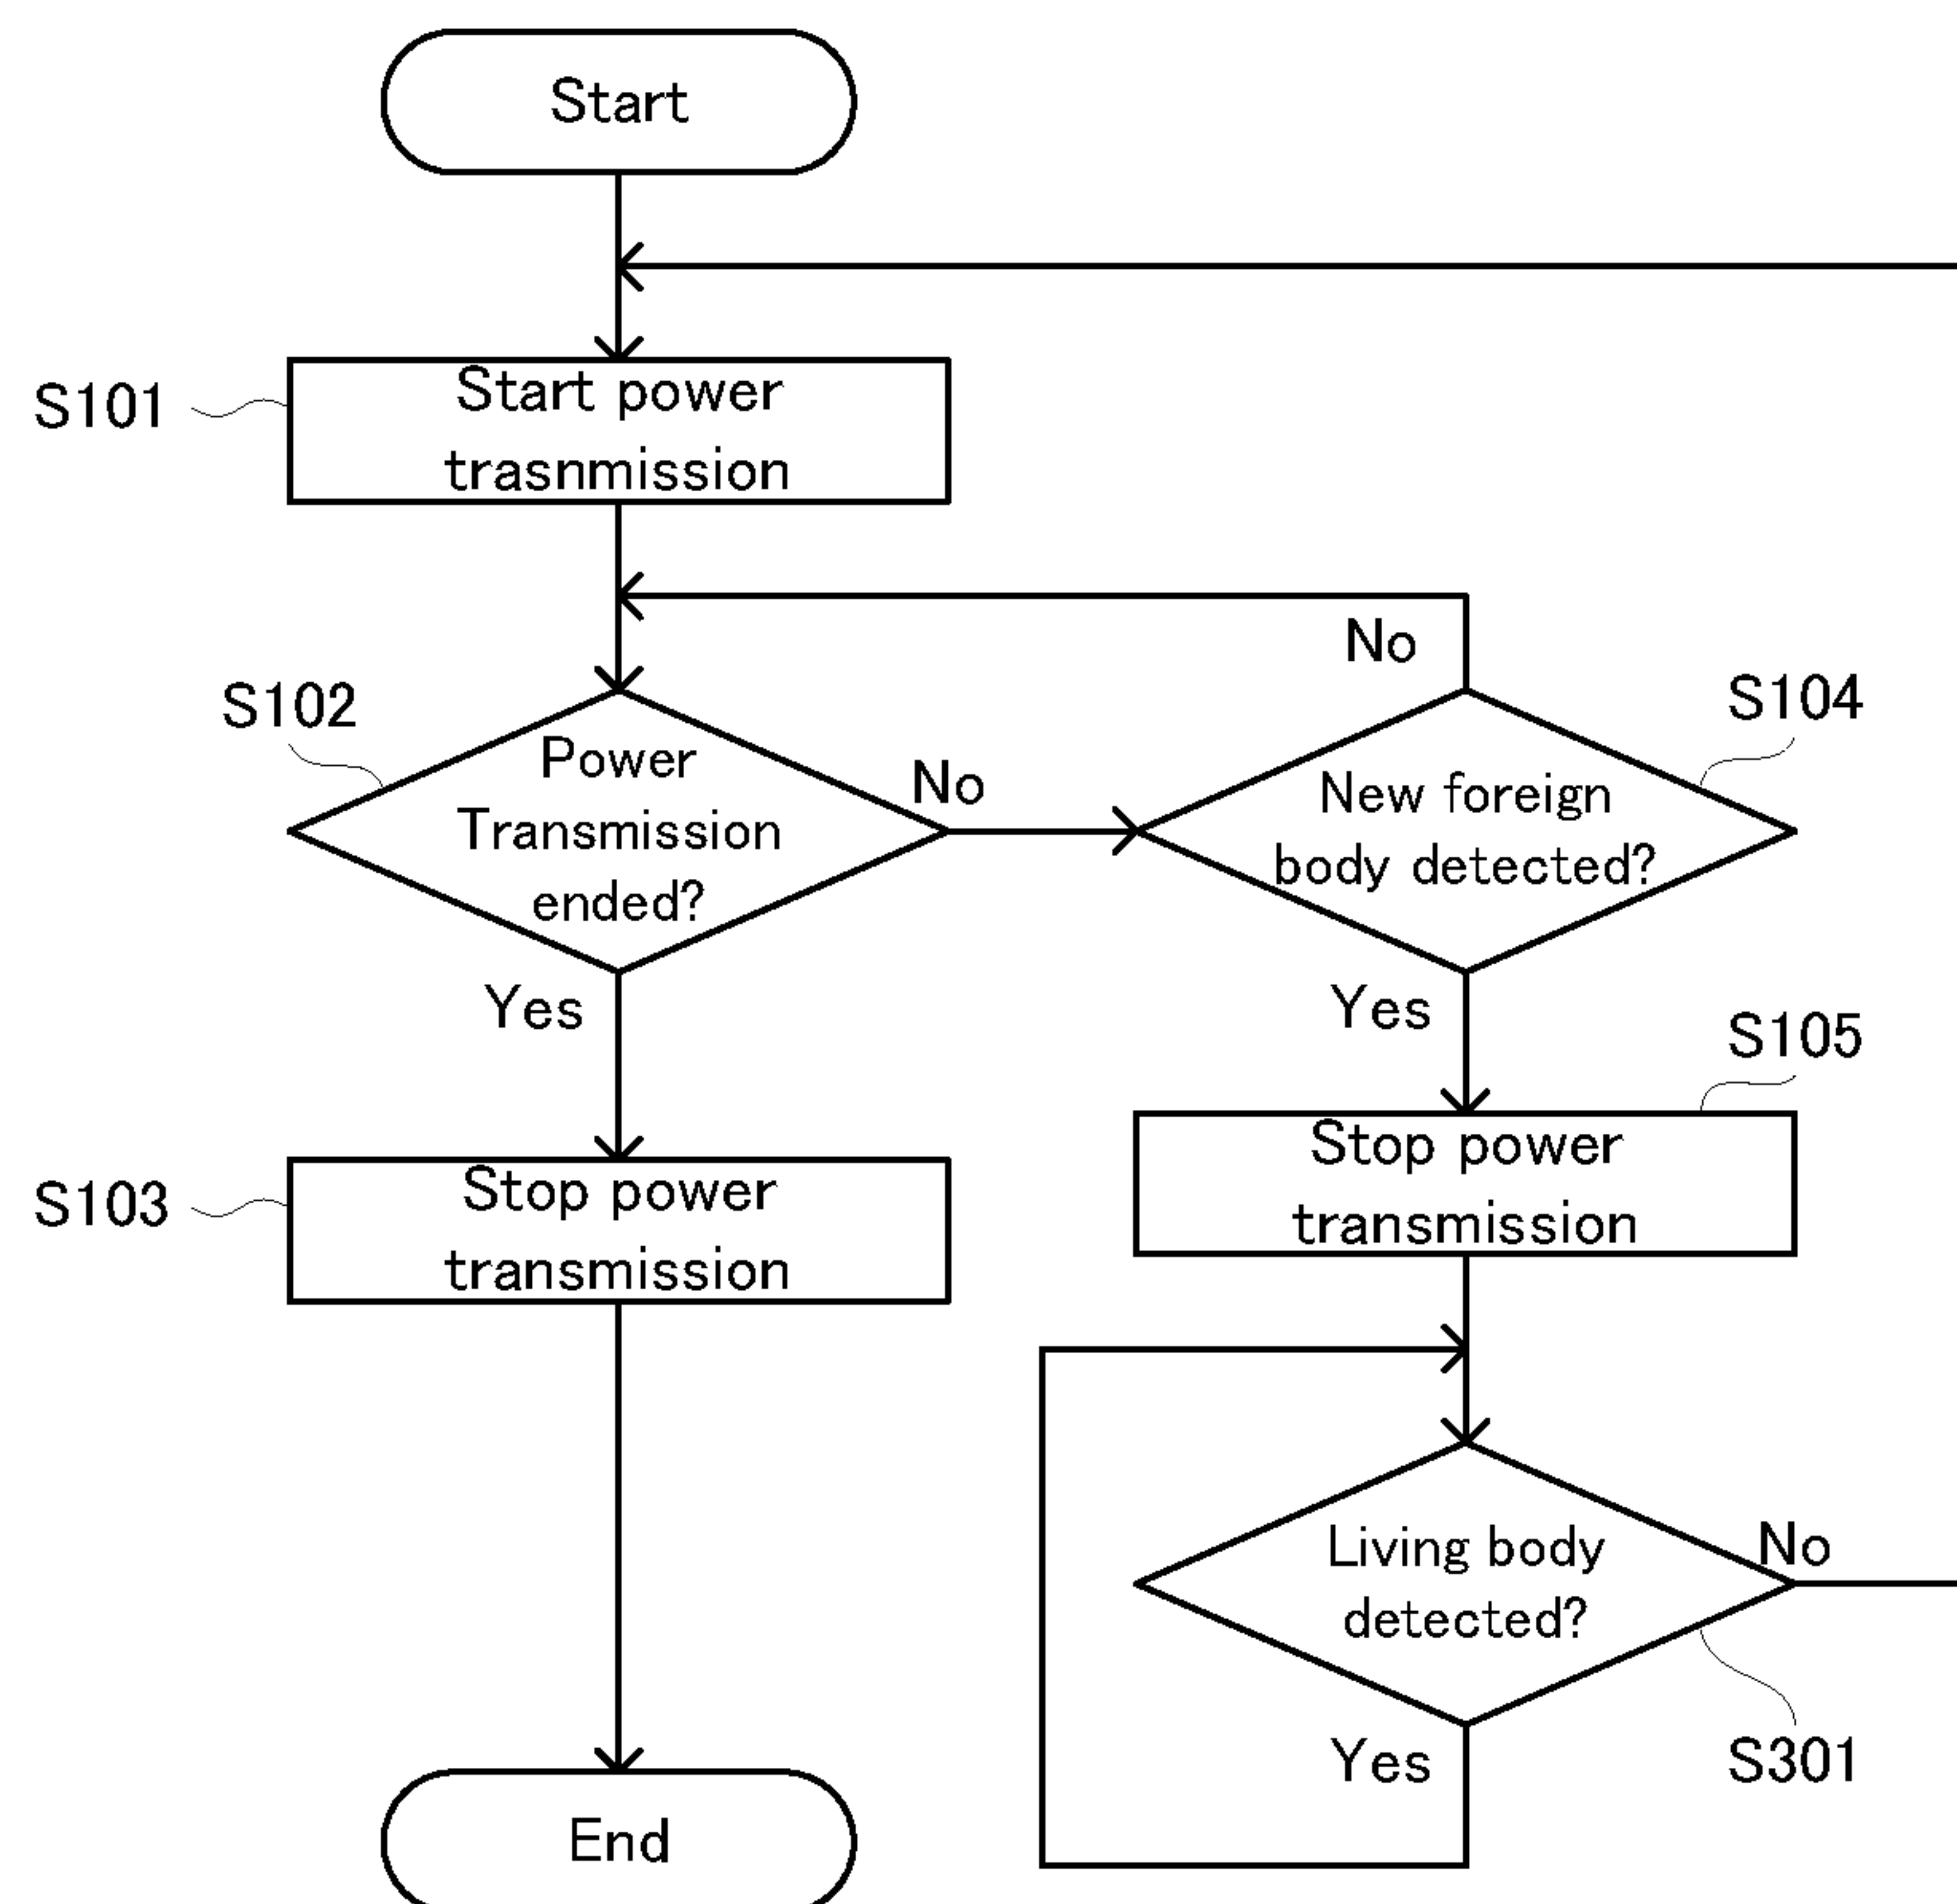 Start
S101
Start power
trasnmission
No
S102
Power
Transmission
ended?
No
S104
New foreign
body detected?
Yes
Yes
S105
Stop power
transmission
S103
Stop power
transmission
Living body
detected?
No
Yes
S301
End